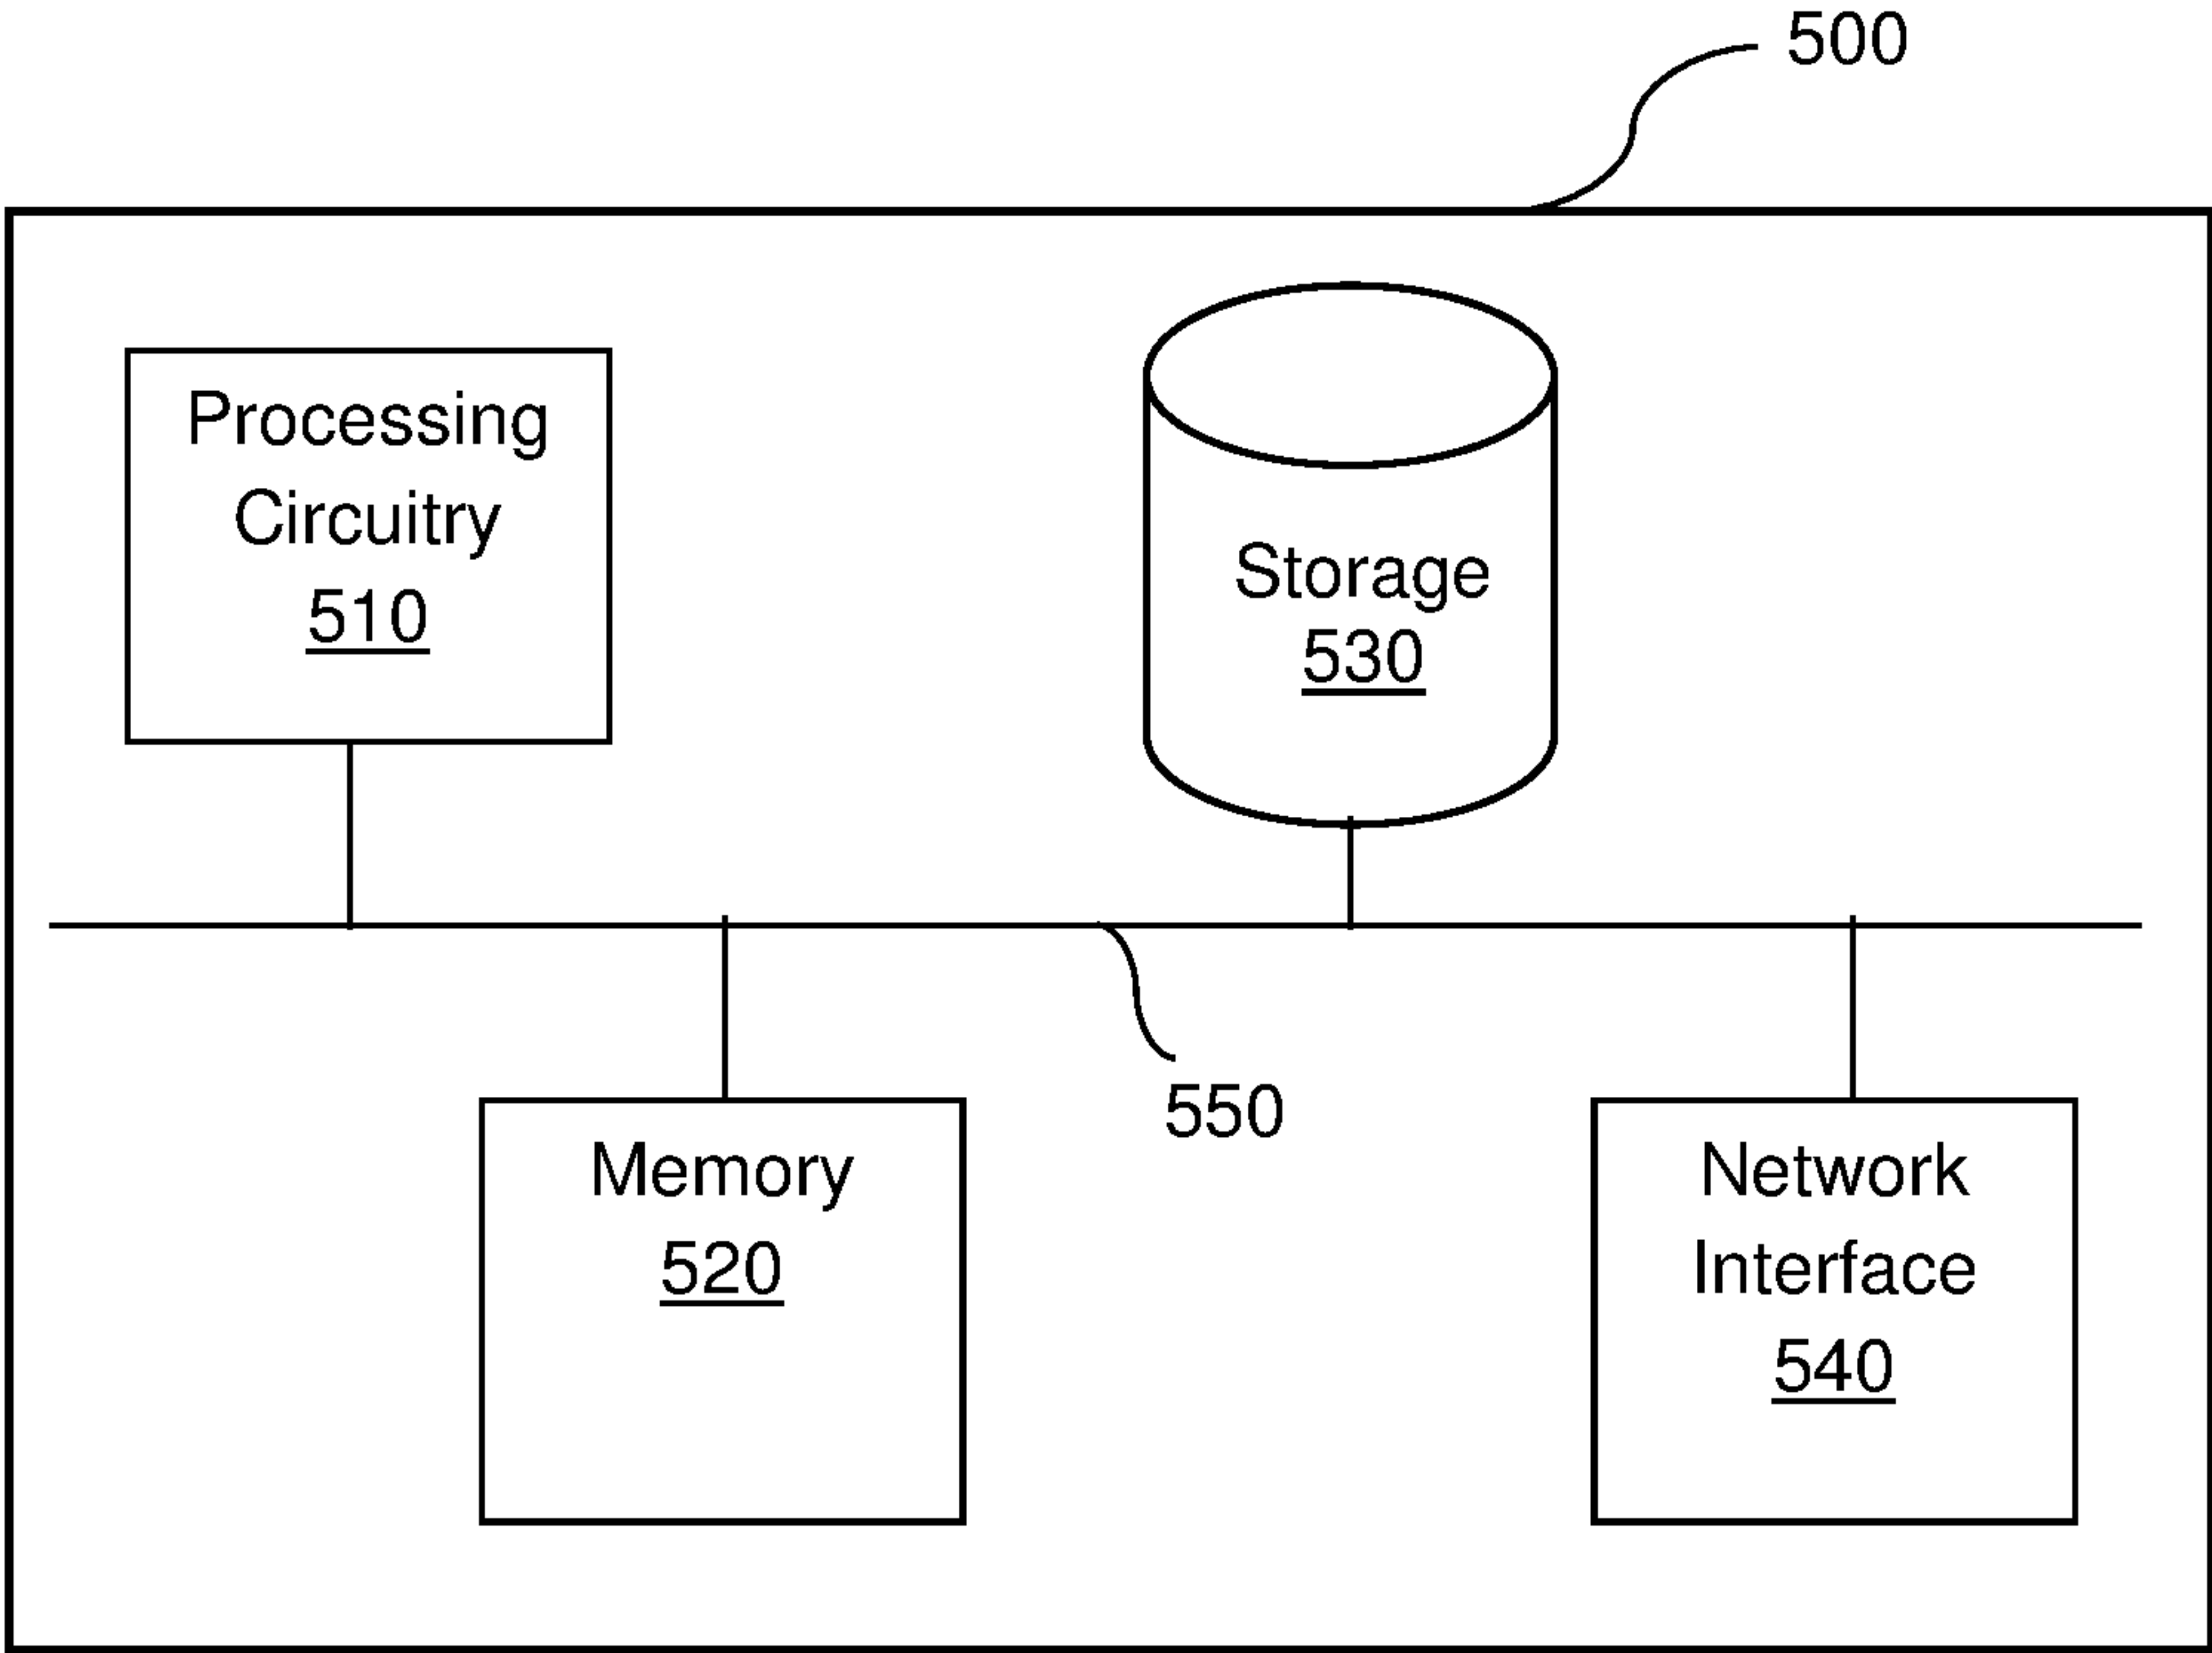 500
Processing
Circuitry
510
Storage
530
550
Memory
520
Network
Interface
540